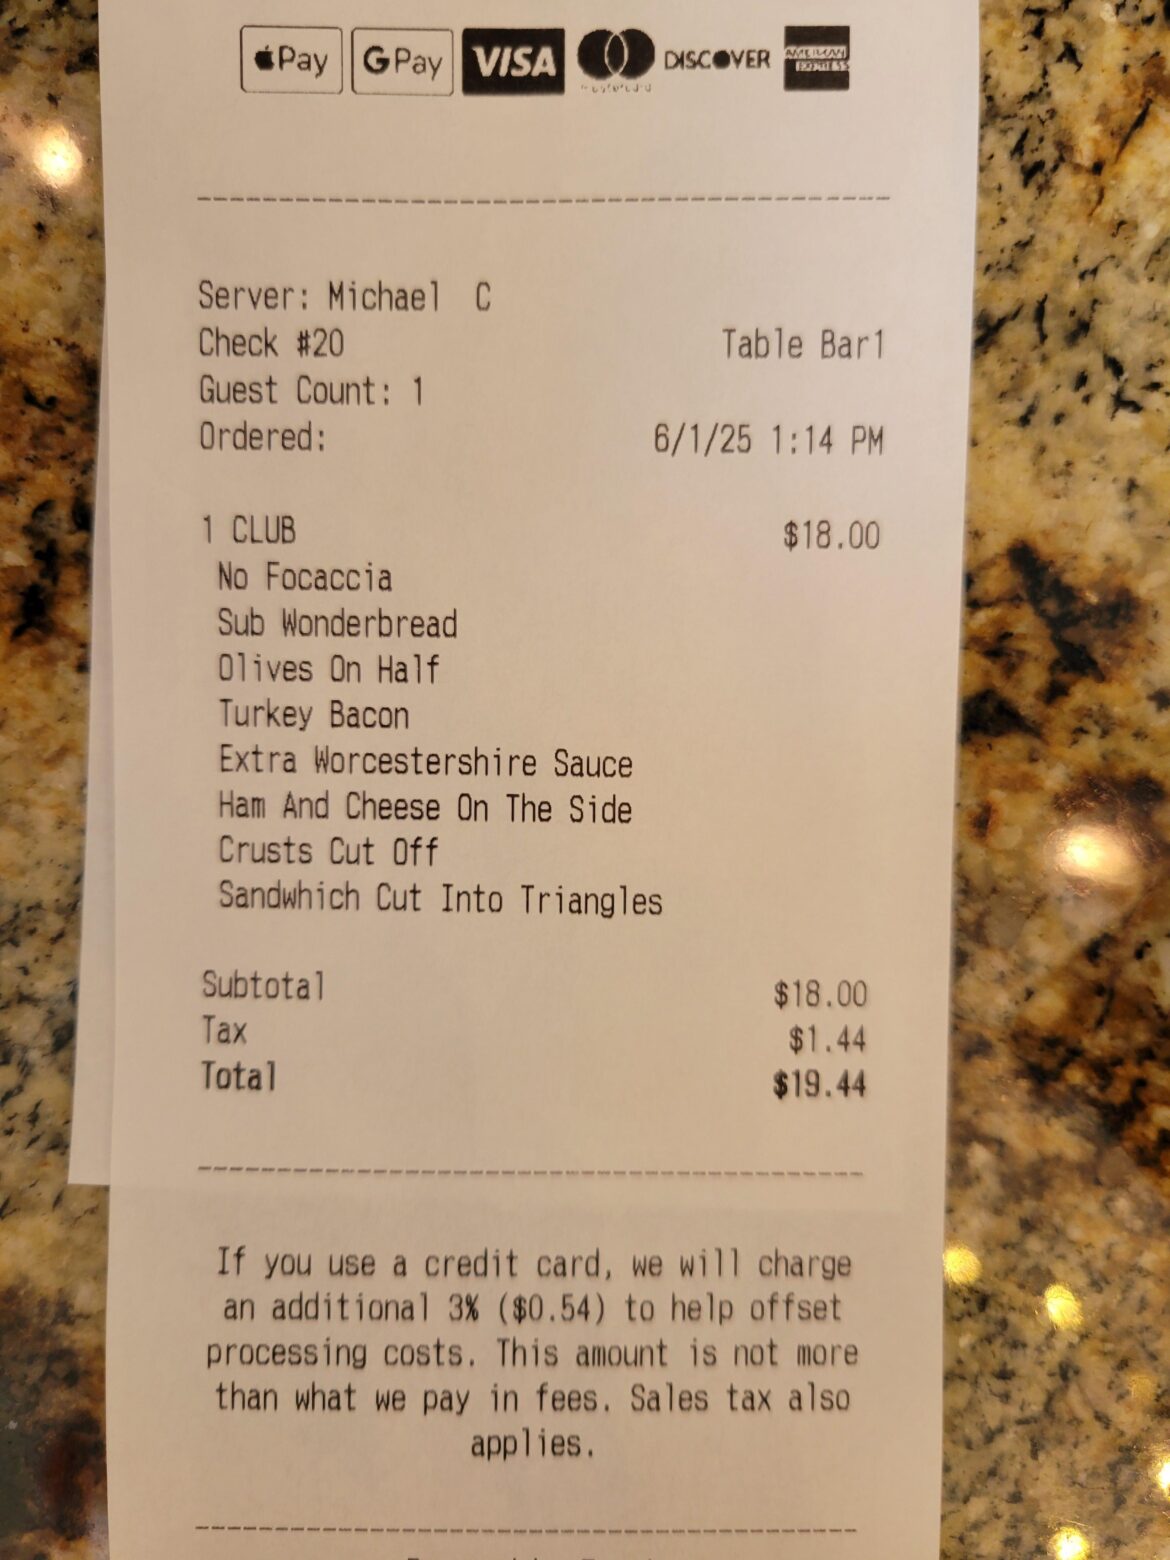 Pay GPay VISA DISCOVER AMERICAN EXPRESS
mastercard
Server: Michael C
Check #20 Table Bar1
Guest Count: 1
Ordered: 6/1/25 1:14 PM
1 CLUB $18.00
No Focaccia
Sub Wonderbread
Olives On Half
Turkey Bacon
Extra Worcestershire Sauce
Ham And Cheese On The Side
Crusts Cut Off
Sandwhich Cut Into Triangles
Subtotal $18.00
Tax $1.44
Total $19.44
If you use a credit card, we will charge
an additional 3% ($0.54) to help offset
processing costs. This amount is not more
than what we pay in fees. Sales tax also
applies.